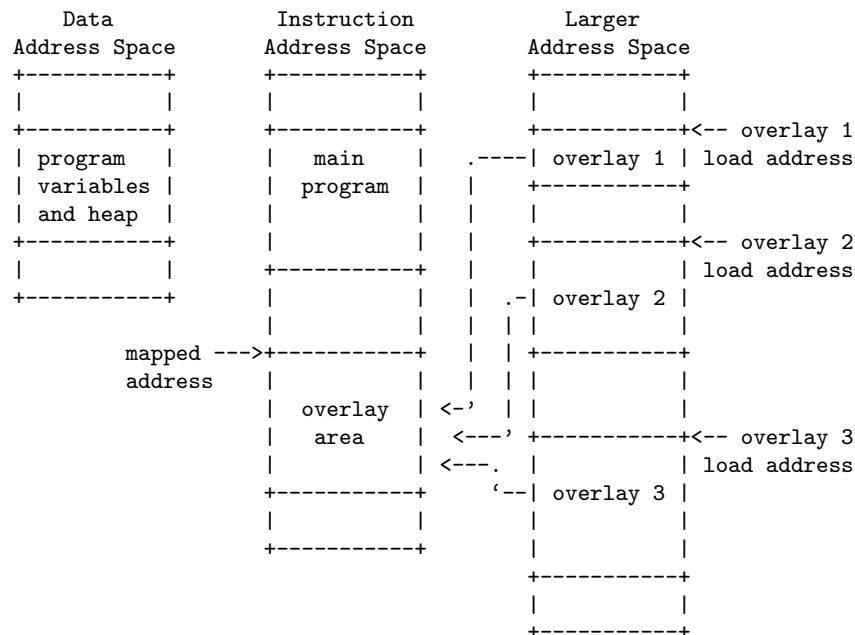 Data             Instruction            Larger
Address Space       Address Space        Address Space
+-----------+       +-----------+        +-----------+
|           |       |           |        |           |
+-----------+       +-----------+        +-----------+<-- overlay 1
| program   |       |   main    |   .----| overlay 1 | load address
| variables |       |  program  |   |    +-----------+
| and heap  |       |           |   |    |           |
+-----------+       |           |   |    +-----------+<-- overlay 2
|           |       +-----------+   |    |           | load address
+-----------+       |           |   |  .-| overlay 2 |
                    |           |   |  | |           |
         mapped --->+-----------+   |  | +-----------+
         address    |           |   |  | |           |
                    |  overlay  | <-'  | |           |
                    |   area    |  <---' +-----------+<-- overlay 3
                    |           | <---.  |           | load address
                    +-----------+     `--| overlay 3 |
                    |           |        |           |
                    +-----------+        |           |
                                         +-----------+
                                         |           |
                                         +-----------+